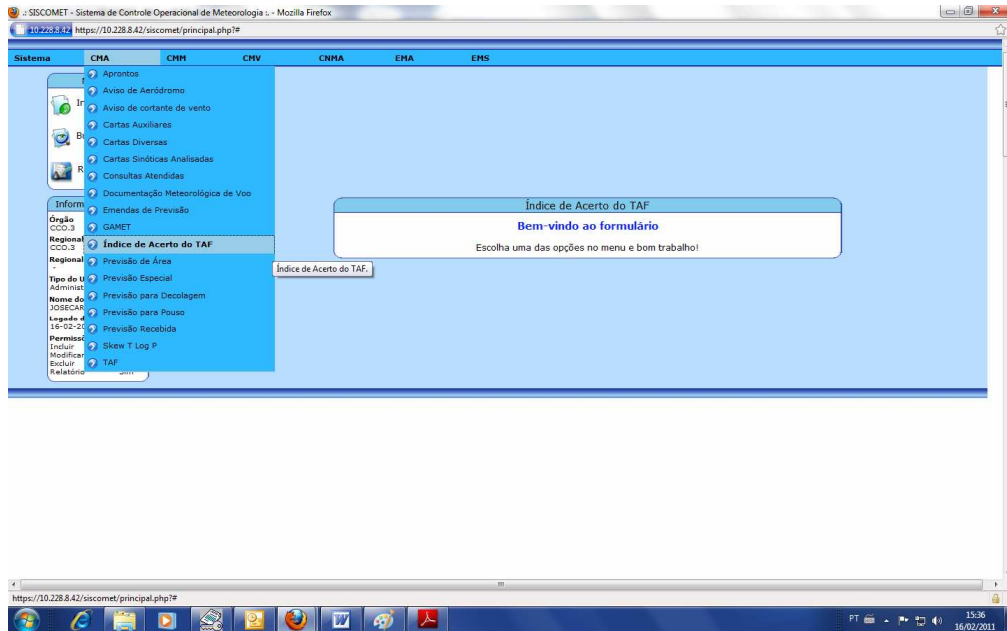 .: SISCOMET - Sistema de Controle Operacional de Meteorologia :. - Mozilla Firefox
10.228.8.42 https://10.228.8.42/siscomet/principal.php?#
Sistema CMA CMM CMV CNMA EMA EMS
Aprontos
Aviso de Aeródromo
Aviso de cortante de vento
Cartas Auxiliares
Cartas Diversas
Cartas Sinóticas Analisadas
Consultas Atendidas
Documentação Meteorológica de Voo
Emendas de Previsão
GAMET
Índice de Acerto do TAF
Previsão de Área
Previsão Especial
Previsão para Decolagem
Previsão para Pouso
Previsão Recebida
Skew T Log P
TAF
Inform
Órgão
CCO.3
Regional
CCO.3
Regional
-
Tipo do U
Administ
Nome do
JOSECAR
Logado d
16-02-20
Permissõ
Incluir
Modificar
Excluir
Relatório Sim
Índice de Acerto do TAF
Bem-vindo ao formulário
Escolha uma das opções no menu e bom trabalho!
Índice de Acerto do TAF.
https://10.228.8.42/siscomet/principal.php?#
PT 15:36
16/02/2011